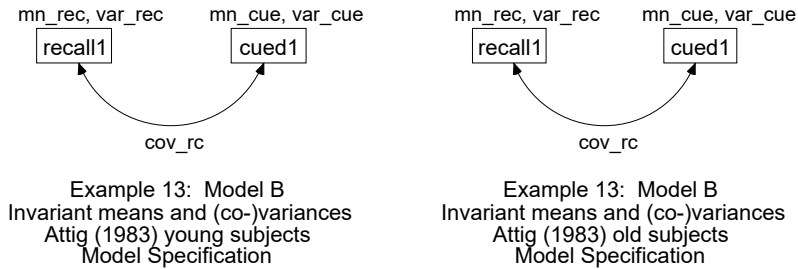 mn_rec, var_rec
mn_cue, var_cue
recall1
cued1
cov_rc
Example 13: Model B
Invariant means and (co-)variances
Attig (1983) young subjects
Model Specification
mn_rec, var_rec
mn_cue, var_cue
recall1
cued1
cov_rc
Example 13: Model B
Invariant means and (co-)variances
Attig (1983) old subjects
Model Specification